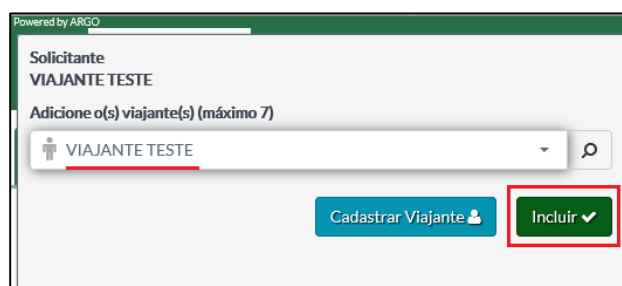 Powered by ARGO
Solicitante
VIAJANTE TESTE
Adicione o(s) viajante(s) (máximo 7)
VIAJANTE TESTE
Cadastrar Viajante
Incluir